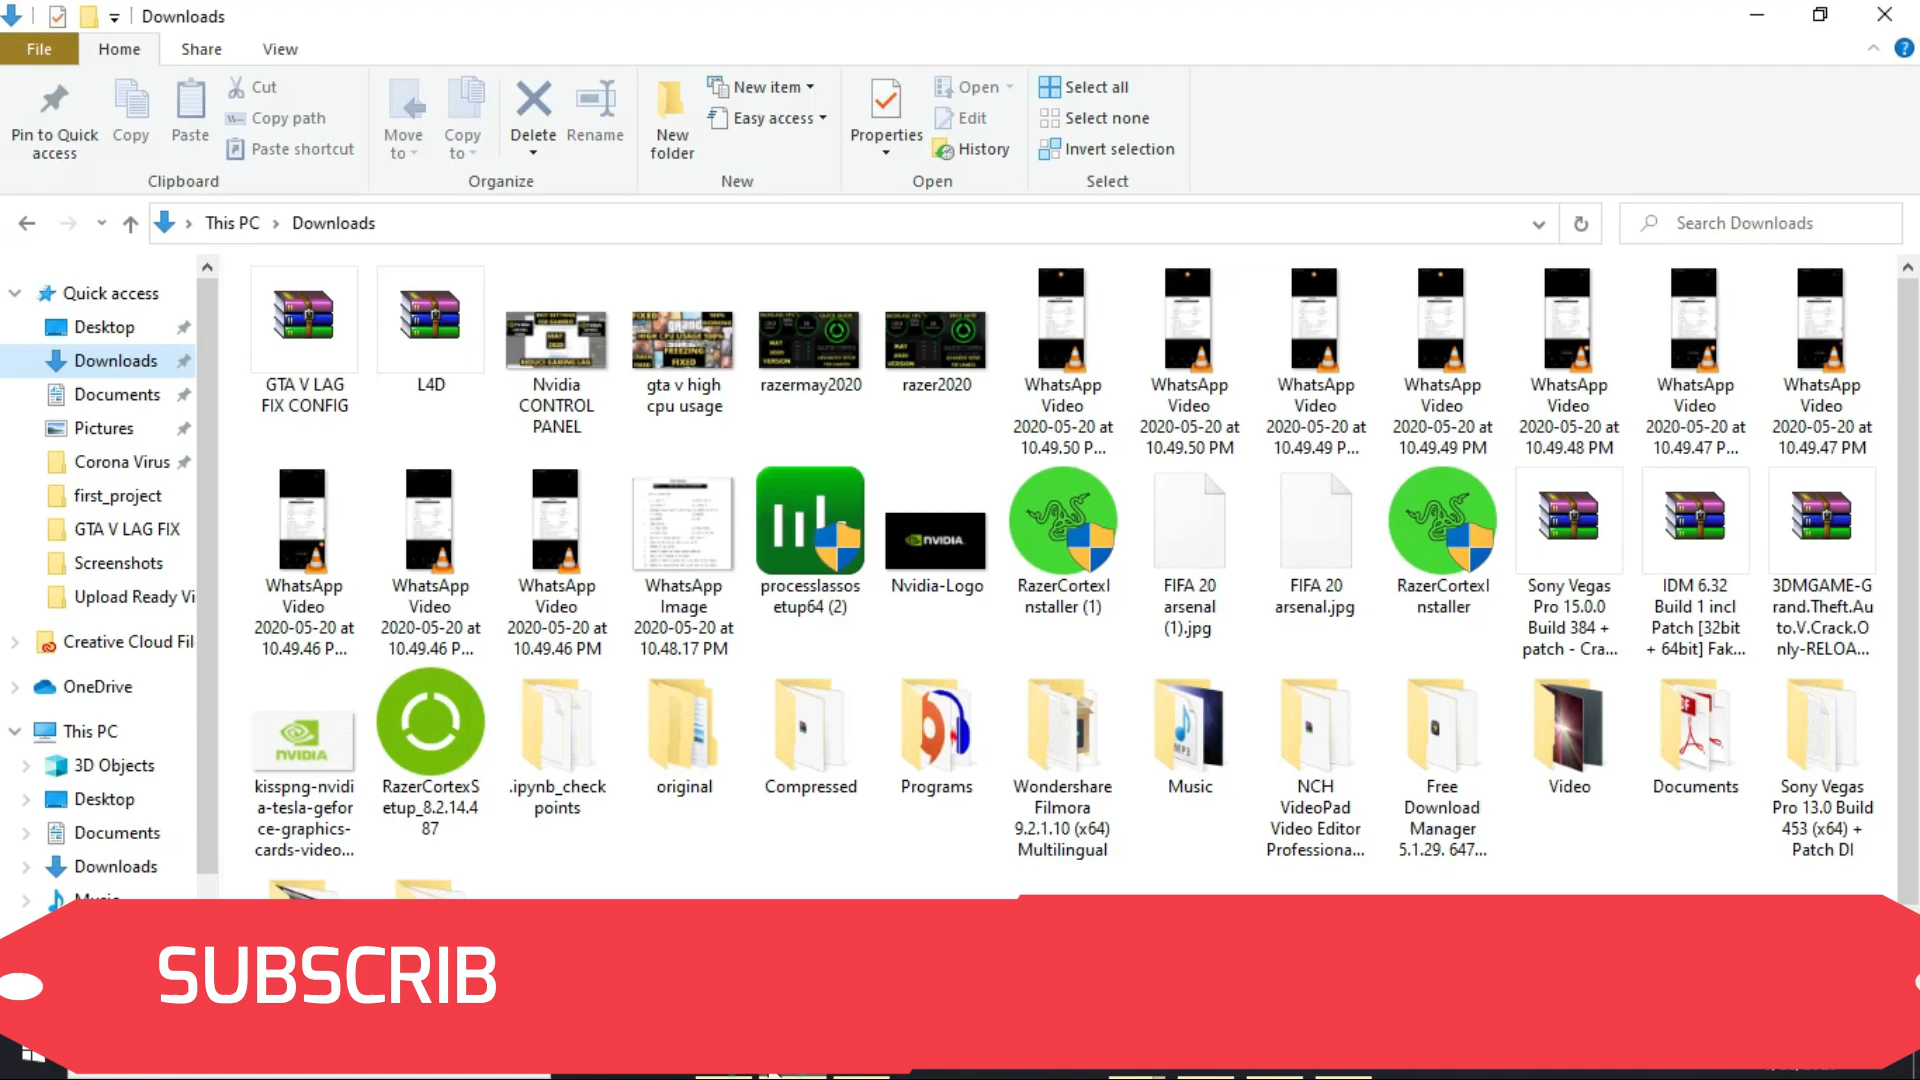 Downloads
File Home Share View
Pin to Quick access
Copy
Paste
Cut
Copy path
Paste shortcut
Clipboard
Move to
Copy to
Delete
Rename
Organize
New folder
New item
Easy access
New
Properties
Open
Edit
History
Open
Select all
Select none
Invert selection
Select
This PC > Downloads
Search Downloads
Quick access
Desktop
Downloads
Documents
Pictures
Corona Virus
first_project
GTA V LAG FIX
Screenshots
Upload Ready Vi
Creative Cloud Fil
OneDrive
This PC
3D Objects
Desktop
Documents
Downloads
Music
GTA V LAG
FIX CONFIG
L4D
Nvidia
CONTROL
PANEL
gta v high
cpu usage
razermay2020
razer2020
WhatsApp
Video
2020-05-20 at
10.49.50 P...
WhatsApp
Video
2020-05-20 at
10.49.50 PM
WhatsApp
Video
2020-05-20 at
10.49.49 P...
WhatsApp
Video
2020-05-20 at
10.49.49 PM
WhatsApp
Video
2020-05-20 at
10.49.48 PM
WhatsApp
Video
2020-05-20 at
10.49.47 P...
WhatsApp
Video
2020-05-20 at
10.49.47 PM
WhatsApp
Video
2020-05-20 at
10.49.46 P...
WhatsApp
Video
2020-05-20 at
10.49.46 P...
WhatsApp
Video
2020-05-20 at
10.49.46 PM
WhatsApp
Image
2020-05-20 at
10.48.17 PM
processlassos
etup64 (2)
NVIDIA
Nvidia-Logo
RazerCortexI
nstaller (1)
FIFA 20
arsenal
(1).jpg
FIFA 20
arsenal.jpg
RazerCortexI
nstaller
Sony Vegas
Pro 15.0.0
Build 384 +
patch - Cra...
IDM 6.32
Build 1 incl
Patch [32bit
+ 64bit] Fak...
3DMGAME-G
rand.Theft.Au
to.V.Crack.O
nly-RELOA...
NVIDIA
kisspng-nvidi
a-tesla-gefor
ce-graphics-
cards-video...
RazerCortexS
etup_8.2.14.4
87
.ipynb_check
points
original
Compressed
Programs
Wondershare
Filmora
9.2.1.10 (x64)
Multilingual
MP3
Music
NCH
VideoPad
Video Editor
Professiona...
Free
Download
Manager
5.1.29. 647...
Video
Documents
Sony Vegas
Pro 13.0 Build
453 (x64) +
Patch DI
SUBSCRIB